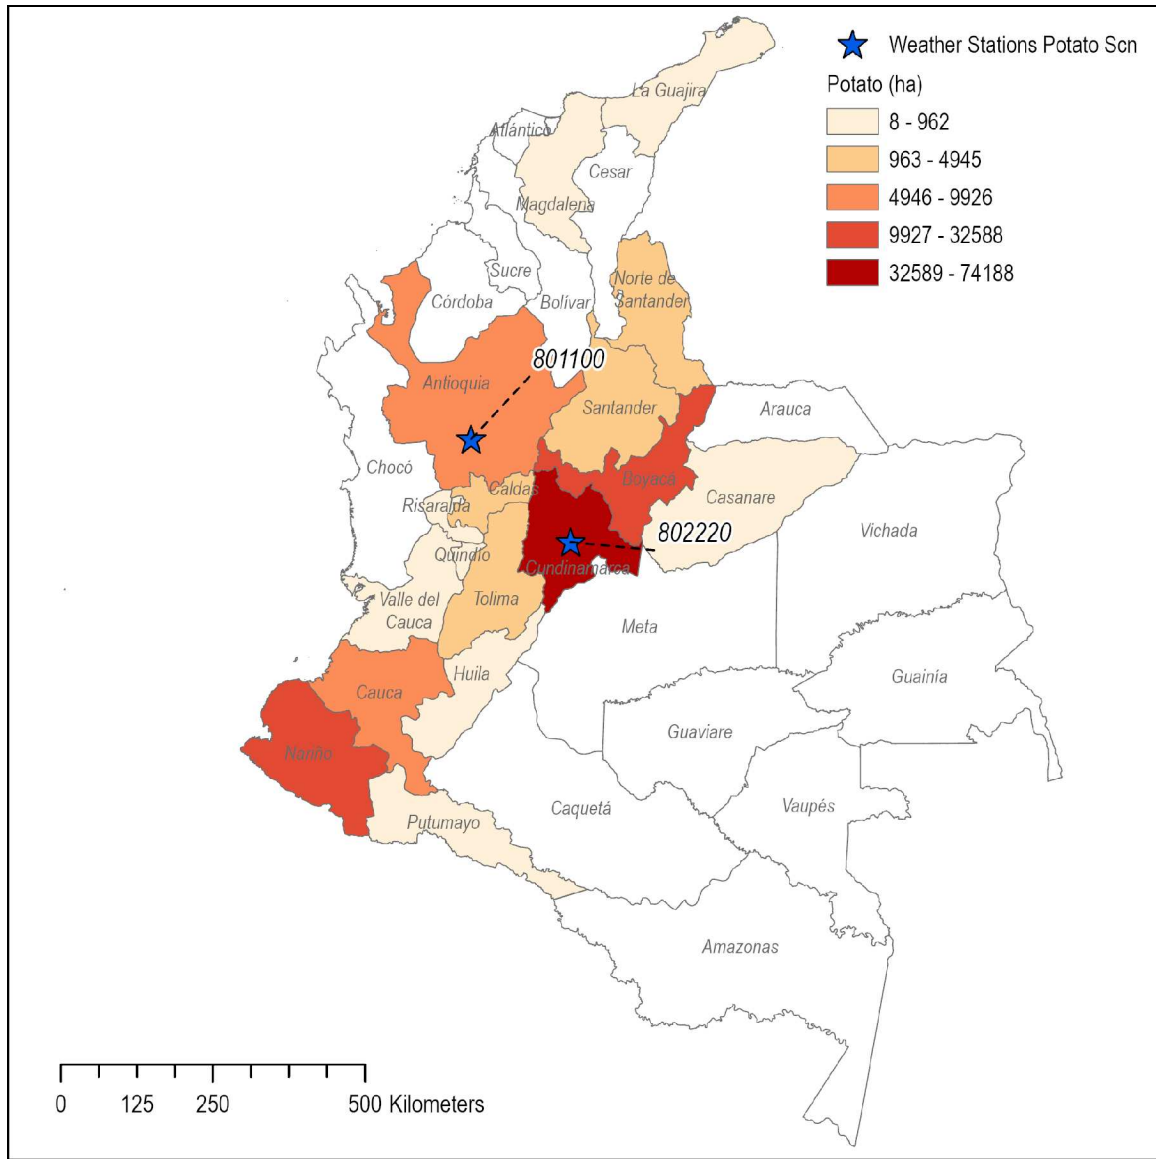 Weather Stations Potato Scn
Potato (ha)
8 - 962
963 - 4945
4946 - 9926
9927 - 32588
32589 - 74188
La Guajira
Atlántico
Cesar
Magdalena
Sucre
Norte de
Santander
Córdoba
Bolívar
801100
Antioquia
Santander
Arauca
Chocó
Boyacá
Caldas
Casanare
Risaralda
Vichada
802220
Quindío
Cundinamarca
Tolima
Valle del
Cauca
Meta
Huila
Guainía
Cauca
Guaviare
Nariño
Caquetá
Vaupés
Putumayo
Amazonas
0 125 250 500 Kilometers